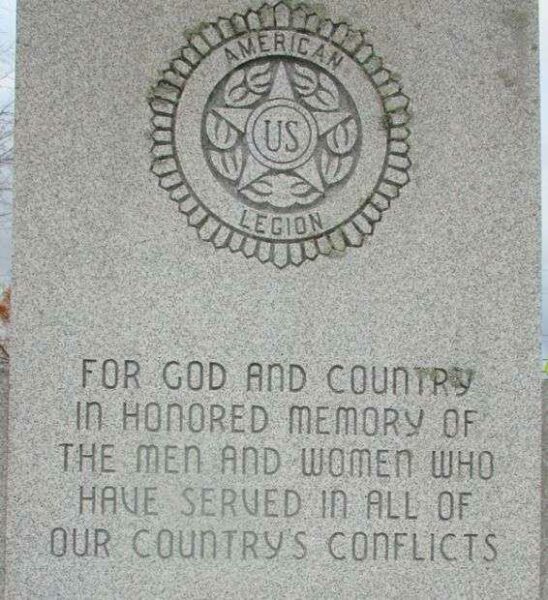 AMERICAN
US
LEGION
FOR GOD AND COUNTRY
IN HONORED MEMORY OF
THE MEN AND WOMEN WHO
HAVE SERVED IN ALL OF
OUR COUNTRY'S CONFLICTS